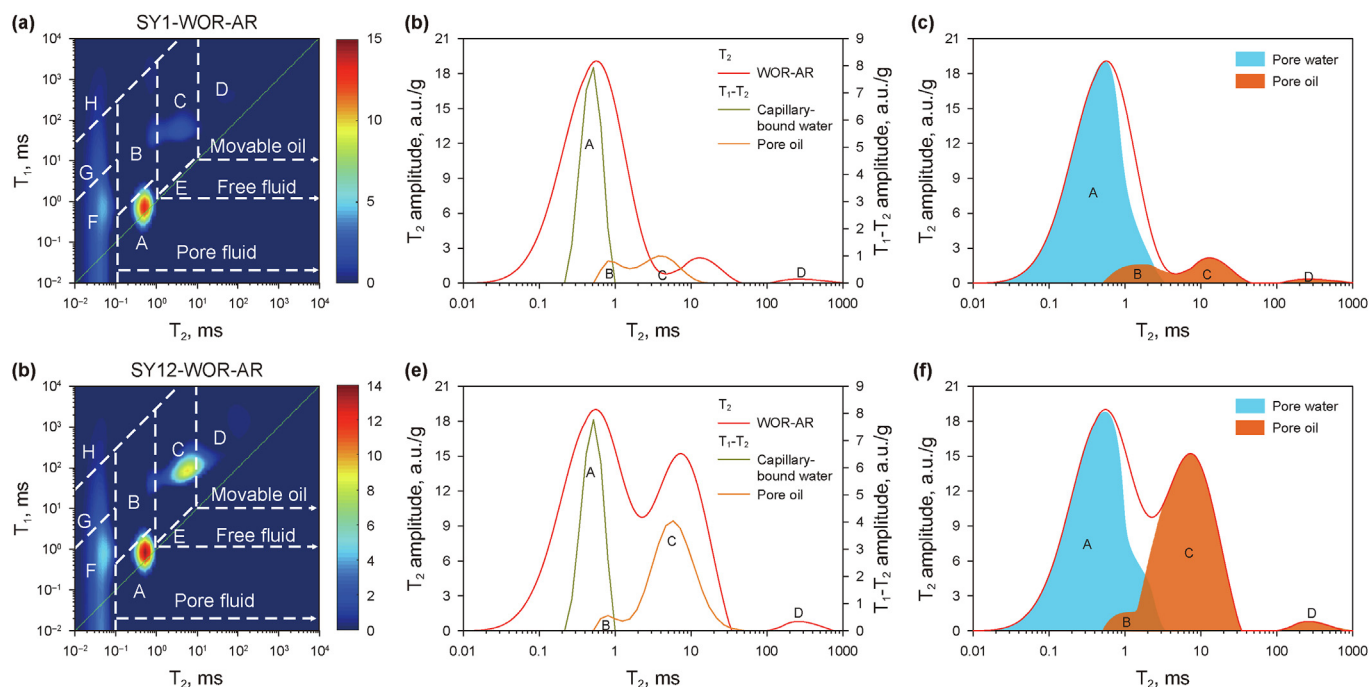 (a)
SY1-WOR-AR
T1, ms
10⁴
10³
10²
10¹
10⁰
10⁻¹
10⁻²
H
G
F
B
C
D
E
A
Movable oil
Free fluid
Pore fluid
10⁻² 10⁻¹ 10⁰ 10¹ 10² 10³ 10⁴
T₂, ms
15
10
5
0
(b)
T₂ amplitude, a.u./g
21
18
15
12
9
6
3
0
T₂
WOR-AR
T₁-T₂
Capillary-
bound water
Pore oil
A
B
C
D
9
8
7
6
5
4
3
2
1
0
T₁-T₂ amplitude, a.u./g
0.01 0.1 1 10 100 1000
T₂, ms
(c)
T₂ amplitude, a.u./g
21
18
15
12
9
6
3
0
Pore water
Pore oil
A
B
C
D
0.01 0.1 1 10 100 1000
T₂, ms
(b)
SY12-WOR-AR
T₁, ms
10⁴
10³
10²
10¹
10⁰
10⁻¹
10⁻²
H
G
F
B
C
D
E
A
Movable oil
Free fluid
Pore fluid
10⁻² 10⁻¹ 10⁰ 10¹ 10² 10³ 10⁴
T₂, ms
14
12
10
8
6
4
2
0
(e)
T₂ amplitude, a.u./g
21
18
15
12
9
6
3
0
T₂
WOR-AR
T₁-T₂
Capillary-
bound water
Pore oil
A
B
C
D
9
8
7
6
5
4
3
2
1
0
T₁-T₂ amplitude, a.u./g
0.01 0.1 1 10 100 1000
T₂, ms
(f)
T₂ amplitude, a.u./g
21
18
15
12
9
6
3
0
Pore water
Pore oil
A
B
C
D
0.01 0.1 1 10 100 1000
T₂, ms